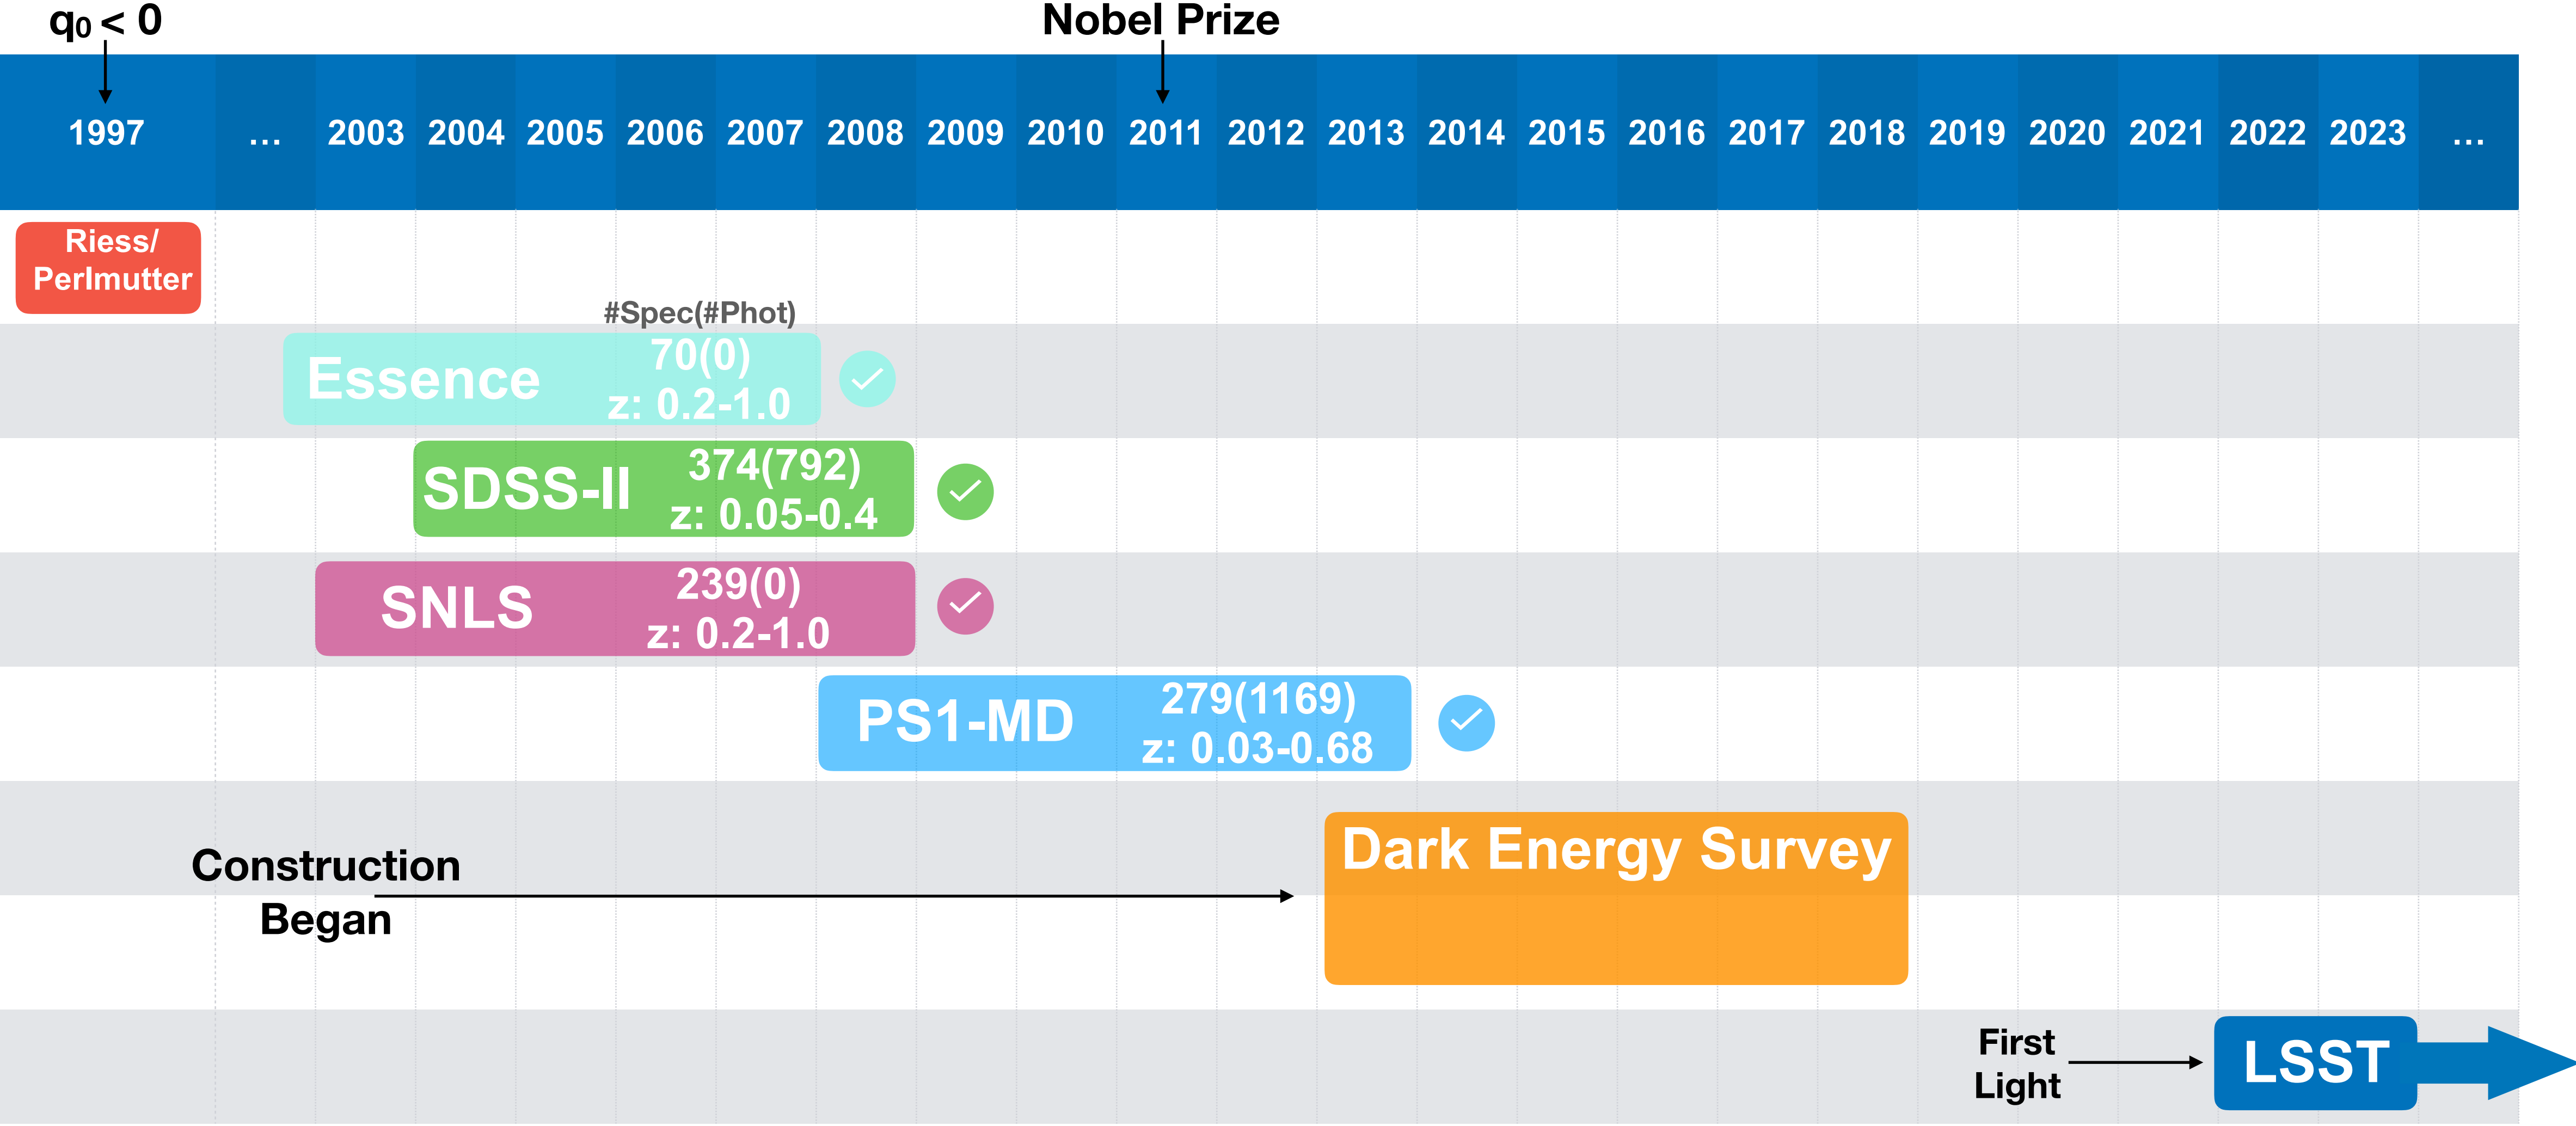 q₀ < 0
Nobel Prize
1997 ... 2003 2004 2005 2006 2007 2008 2009 2010 2011 2012 2013 2014 2015 2016 2017 2018 2019 2020 2021 2022 2023 ...
Riess/
Perlmutter
#Spec(#Phot)
Essence
70(0)
z: 0.2-1.0
SDSS-II
374(792)
z: 0.05-0.4
SNLS
239(0)
z: 0.2-1.0
PS1-MD
279(1169)
z: 0.03-0.68
Dark Energy Survey
Construction
Began
First
Light
LSST